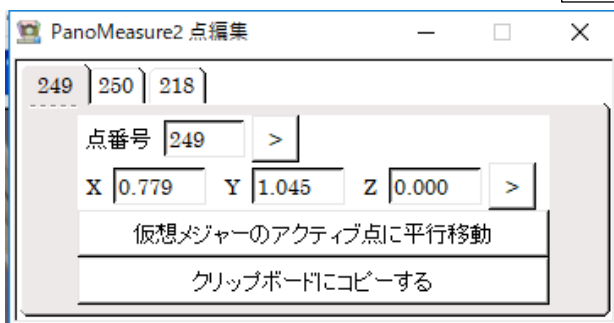 PanoMeasure2 点編集
249 250 218
点番号 249 >
X 0.779 Y 1.045 Z 0.000 >
仮想メジャーのアクティブ点に平行移動
クリップボードにコピーする